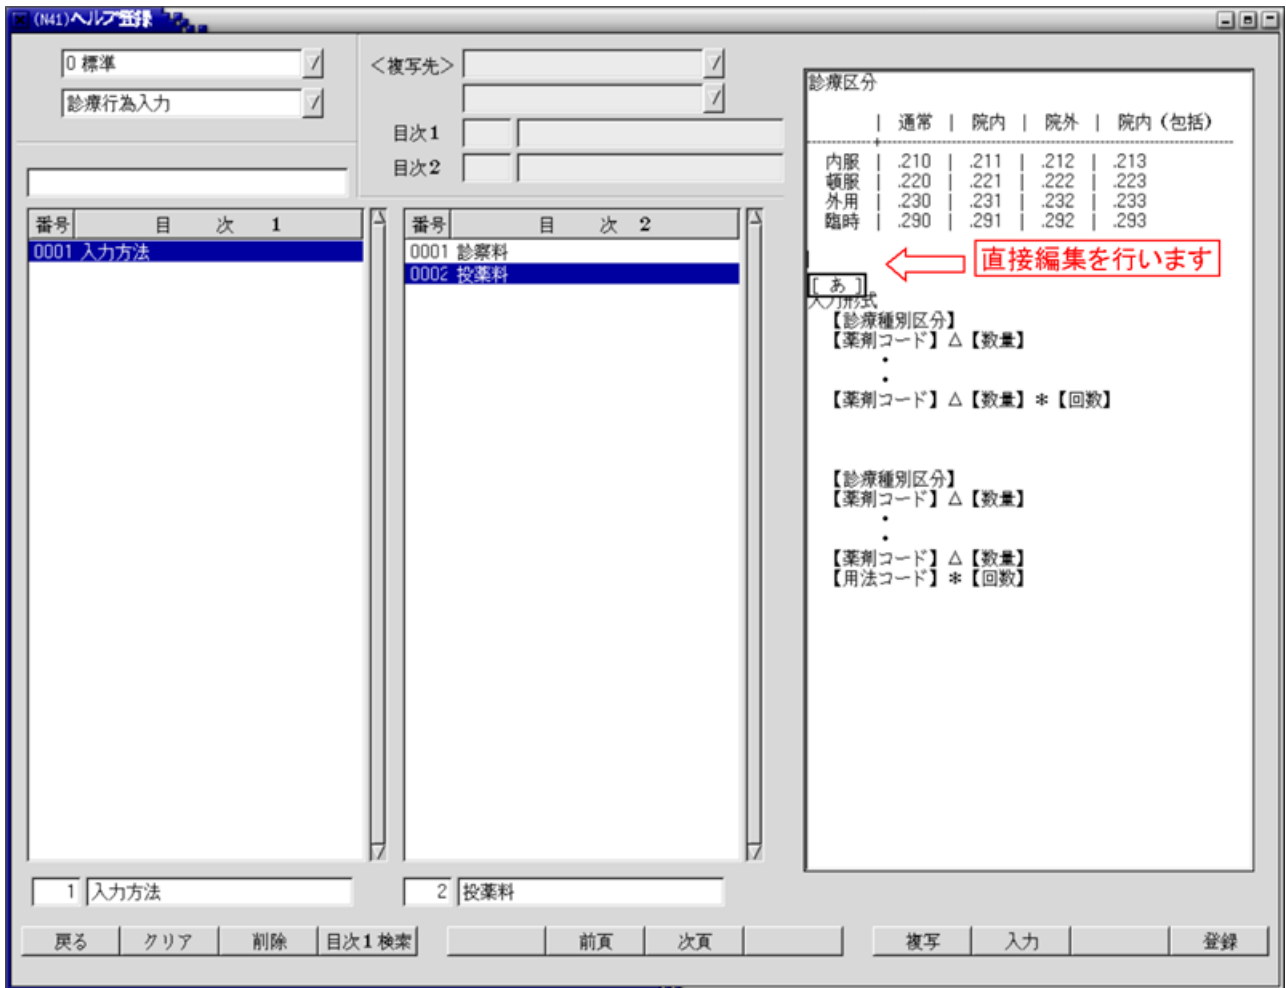 (N41)ヘルプ登録
0 標準
診療行為入力
＜複写先＞
目次1
目次2
番号 目 次 1
0001 入力方法
番号 目 次 2
0001 診察料
0002 投薬料
診療区分
| 通常 | 院内 | 院外 | 院内（包括）
内服 | .210 | .211 | .212 | .213
頓服 | .220 | .221 | .222 | .223
外用 | .230 | .231 | .232 | .233
臨時 | .290 | .291 | .292 | .293
直接編集を行います
[ あ ]
入力形式
【診療種別区分】
【薬剤コード】△【数量】
・
・
【薬剤コード】△【数量】＊【回数】
【診療種別区分】
【薬剤コード】△【数量】
・
・
【薬剤コード】△【数量】
【用法コード】＊【回数】
1 入力方法
2 投薬料
戻る クリア 削除 目次1検索 前頁 次頁 複写 入力 登録